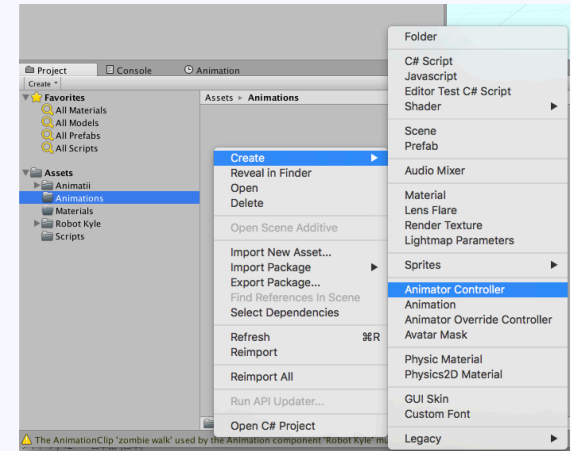 Project
Console
Animation
Create
Favorites
All Materials
All Models
All Prefabs
All Scripts
Assets
Animatii
Animations
Materials
Robot Kyle
Scripts
Assets ▸ Animations
Create
Reveal in Finder
Open
Delete
Open Scene Additive
Import New Asset...
Import Package
Export Package...
Find References In Scene
Select Dependencies
Refresh ⌘R
Reimport
Reimport All
Run API Updater...
Open C# Project
Folder
C# Script
Javascript
Editor Test C# Script
Shader
Scene
Prefab
Audio Mixer
Material
Lens Flare
Render Texture
Lightmap Parameters
Sprites
Animator Controller
Animation
Animator Override Controller
Avatar Mask
Physic Material
Physics2D Material
GUI Skin
Custom Font
Legacy
The AnimationClip 'zombie walk' used by the Animation component 'Robot Kyle'